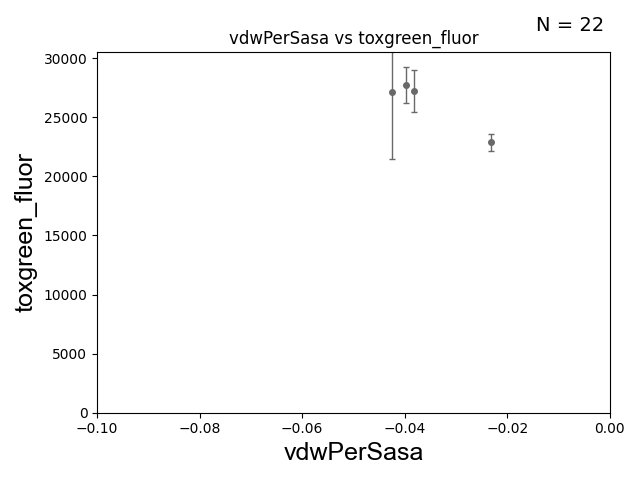 N = 22
vdwPerSasa vs toxgreen_fluor
30000
25000
20000
15000
10000
5000
0
toxgreen_fluor
−0.10 −0.08 −0.06 −0.04 −0.02 0.00
vdwPerSasa